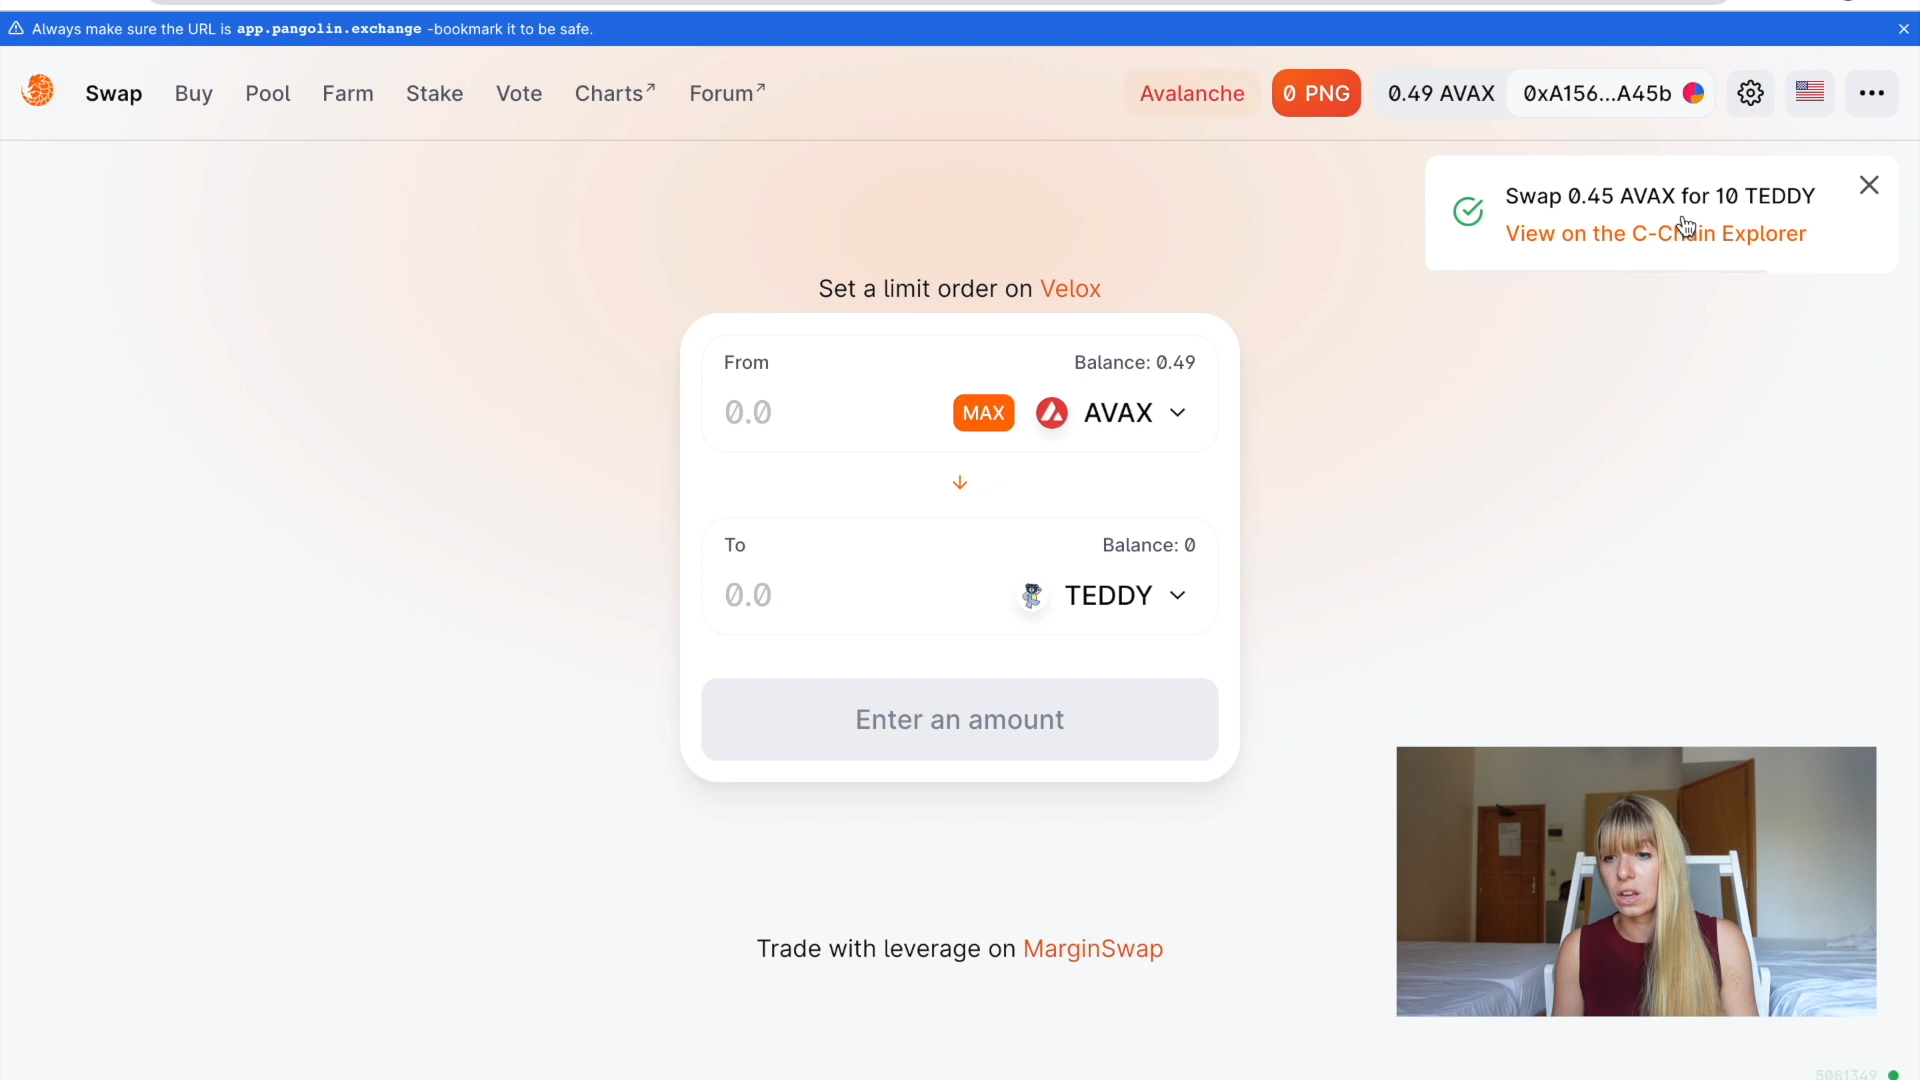 Always make sure the URL is app.pangolin.exchange -bookmark it to be safe.
Swap Buy Pool Farm Stake Vote Charts↗ Forum↗ Avalanche 0 PNG 0.49 AVAX 0xA156...A45b
Swap 0.45 AVAX for 10 TEDDY
View on the C-Chain Explorer
Set a limit order on Velox
From Balance: 0.49
0.0 MAX AVAX
To Balance: 0
0.0 TEDDY
Enter an amount
Trade with leverage on MarginSwap
5081349